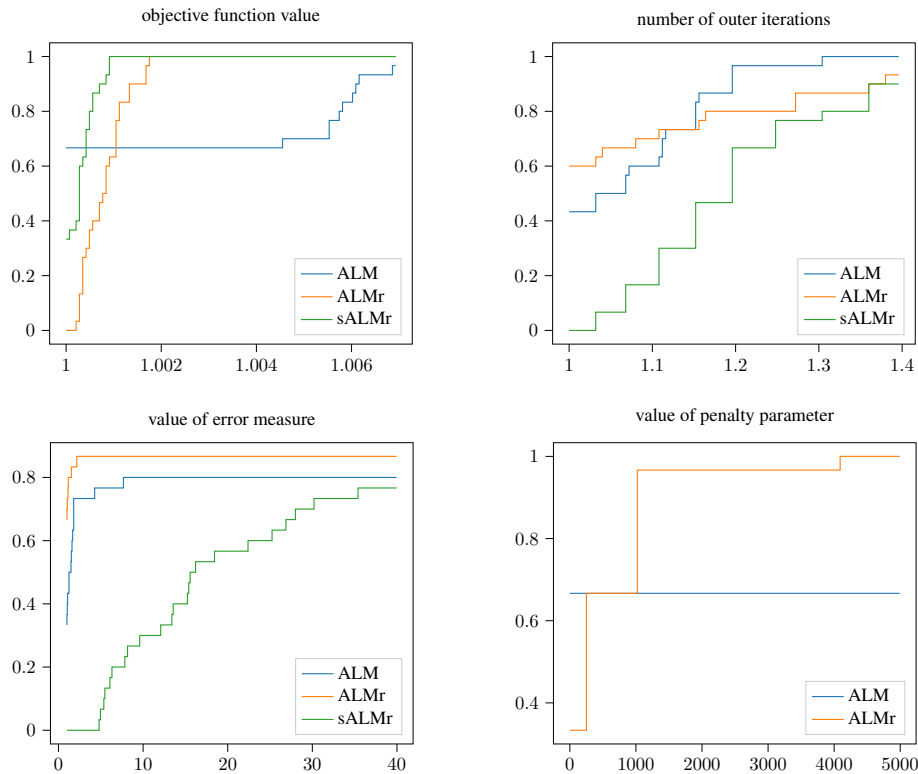 objective function value
1
0.8
0.6
0.4
0.2
0
ALM
ALMr
sALMr
1 1.002 1.004 1.006
number of outer iterations
1
0.8
0.6
0.4
0.2
0
ALM
ALMr
sALMr
1 1.1 1.2 1.3 1.4
value of error measure
0.8
0.6
0.4
0.2
0
ALM
ALMr
sALMr
0 10 20 30 40
value of penalty parameter
1
0.8
0.6
0.4
ALM
ALMr
0 1000 2000 3000 4000 5000